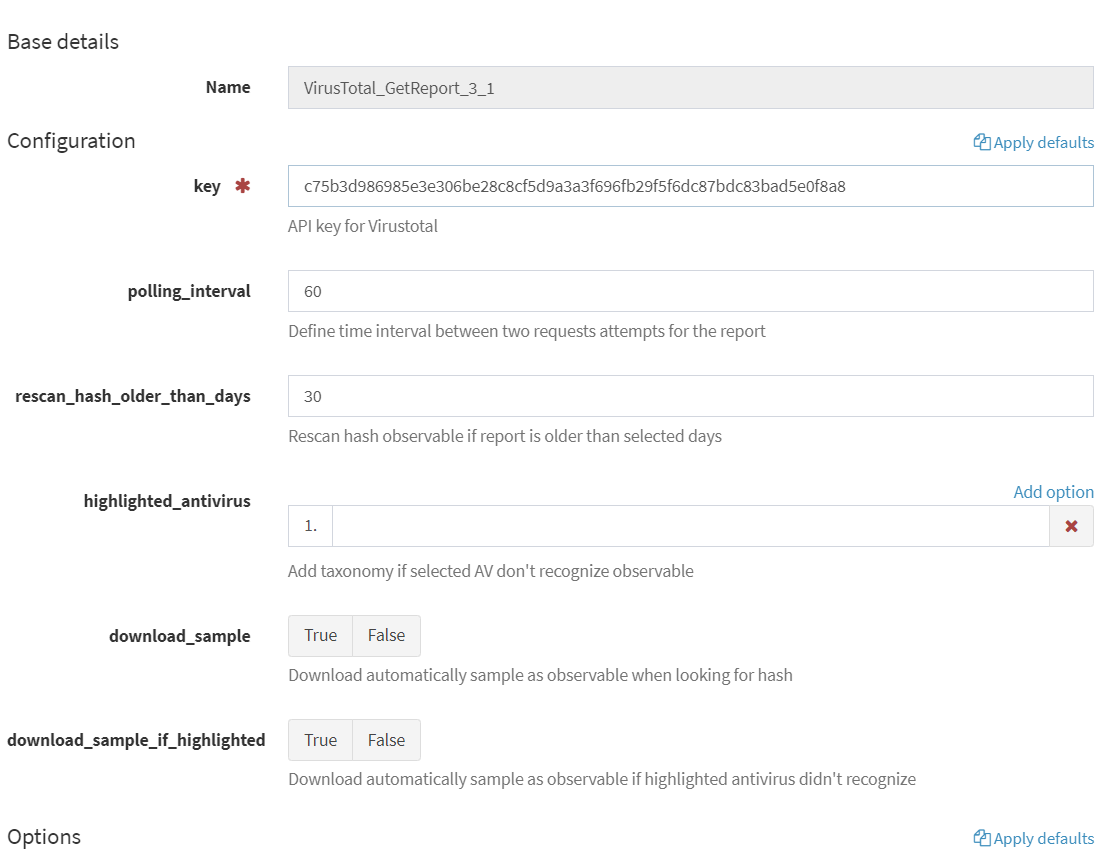 Base details
Name
VirusTotal_GetReport_3_1
Configuration
Apply defaults
key ✱
c75b3d986985e3e306be28c8cf5d9a3a3f696fb29f5f6dc87bdc83bad5e0f8a8
API key for Virustotal
polling_interval
60
Define time interval between two requests attempts for the report
rescan_hash_older_than_days
30
Rescan hash observable if report is older than selected days
Add option
highlighted_antivirus
1.
Add taxonomy if selected AV don't recognize observable
download_sample
True False
Download automatically sample as observable when looking for hash
download_sample_if_highlighted
True False
Download automatically sample as observable if highlighted antivirus didn't recognize
Options
Apply defaults